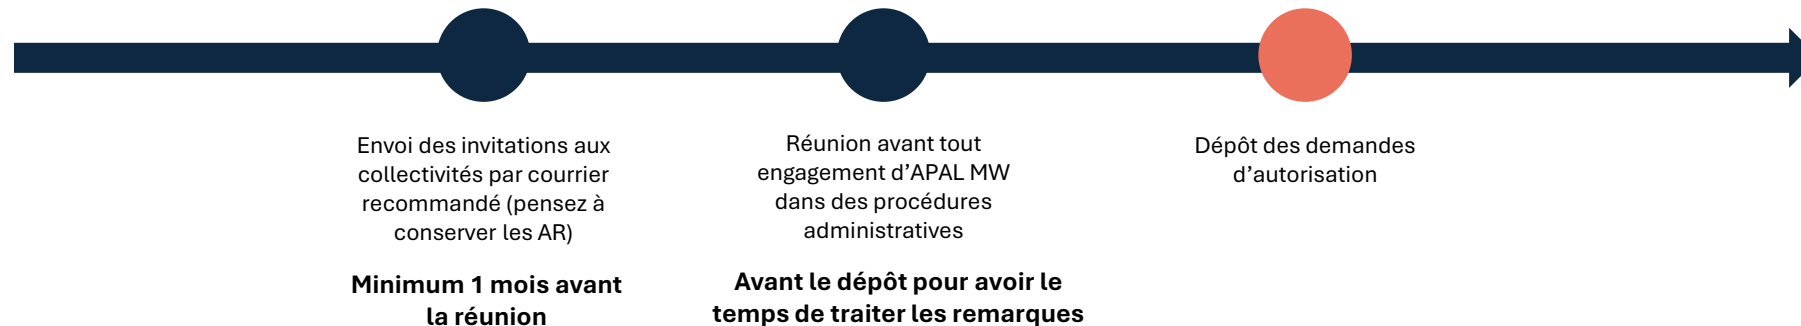 Envoi des invitations aux
collectivités par courrier
recommandé (pensez à
conserver les AR)
Minimum 1 mois avant
la réunion
Réunion avant tout
engagement d’APAL MW
dans des procédures
administratives
Avant le dépôt pour avoir le
temps de traiter les remarques
Dépôt des demandes
d’autorisation